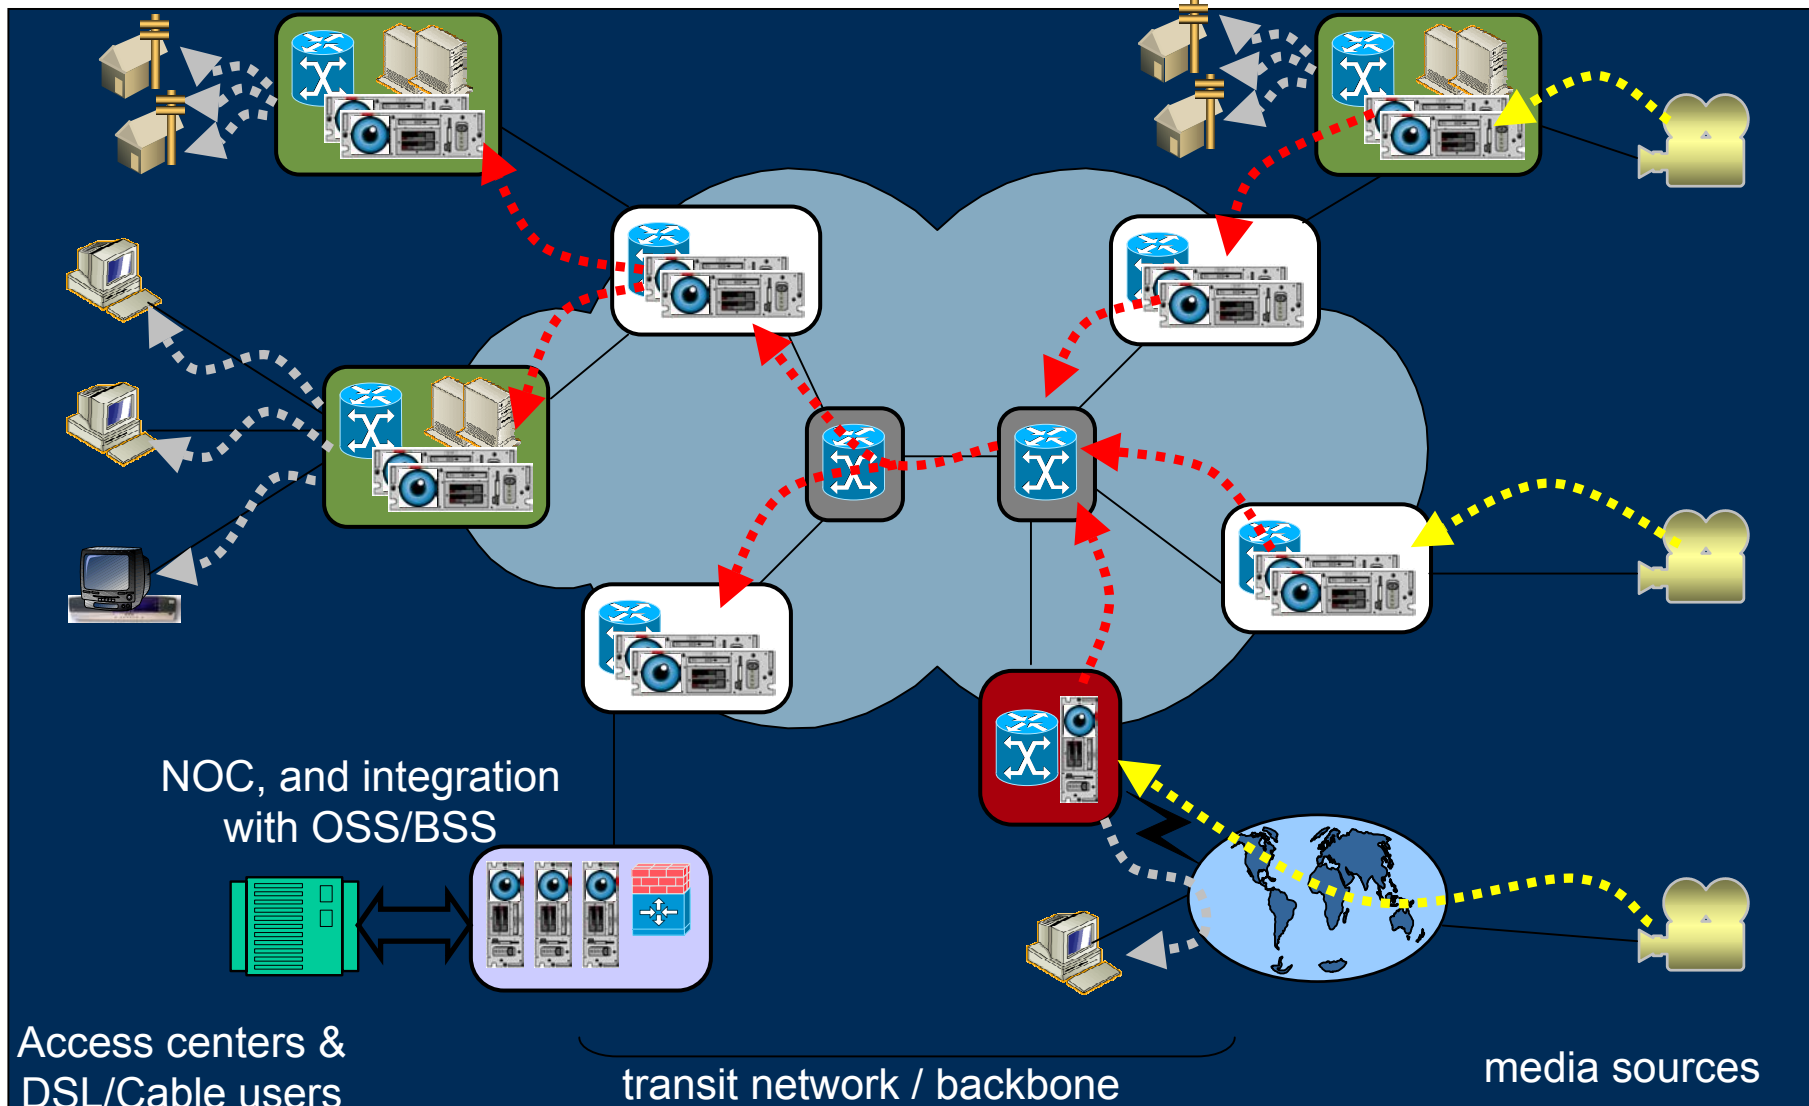 NOC, and integration
with OSS/BSS
Access centers &
DSL/Cable users
transit network / backbone
media sources